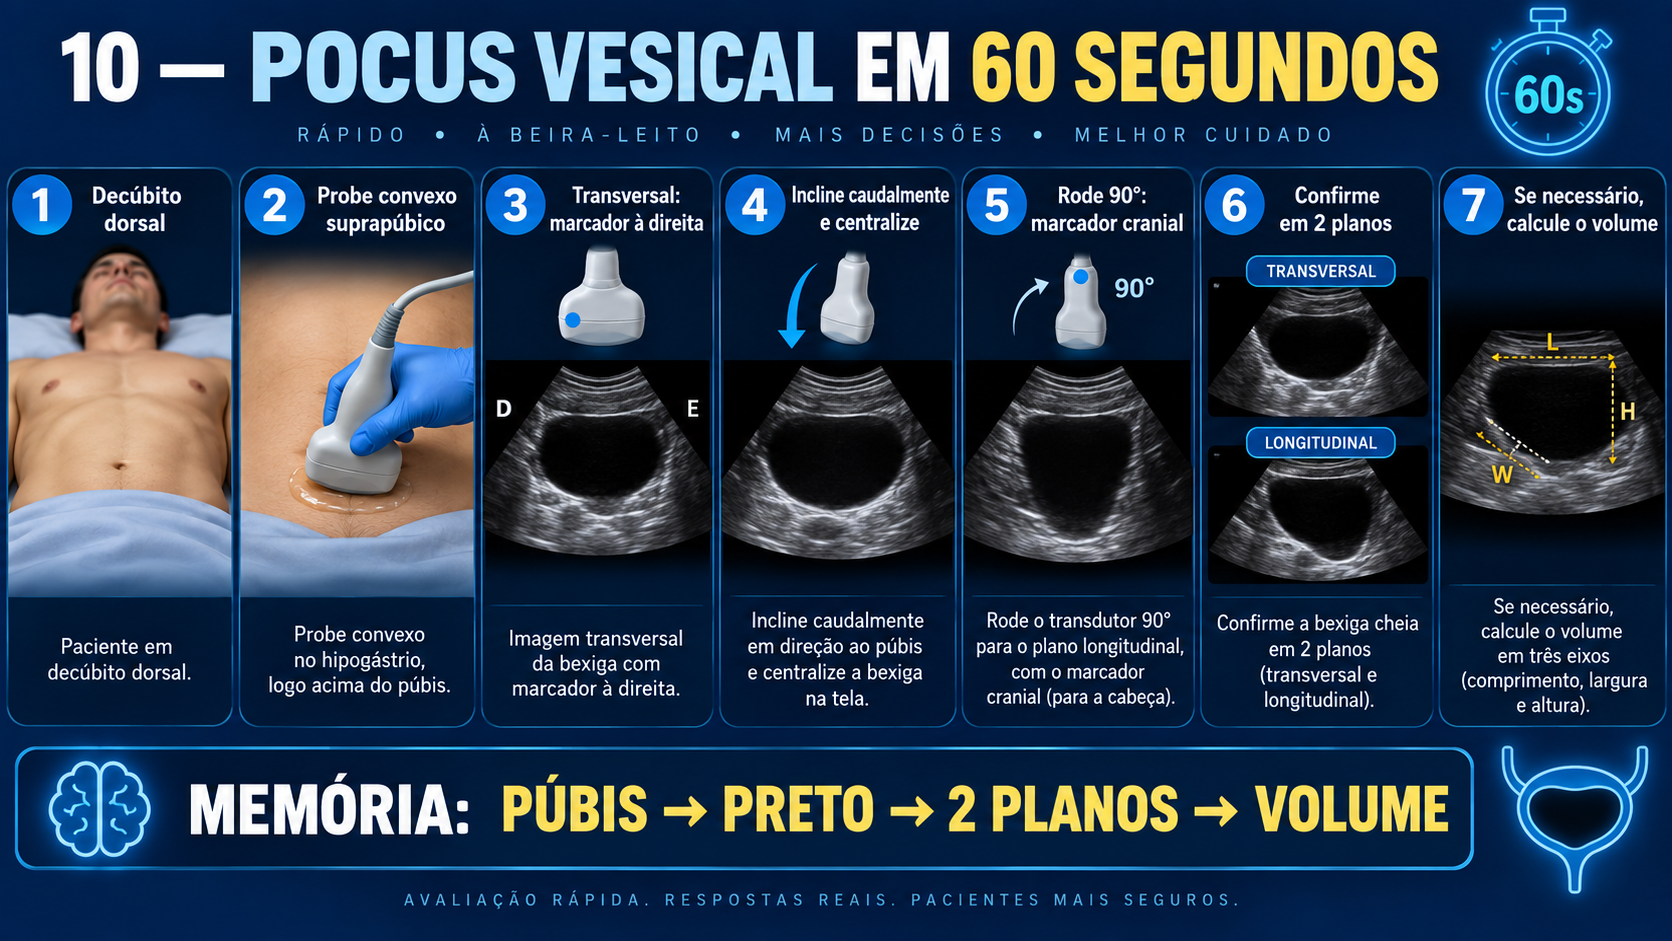 10 — POCUS VESICAL EM 60 SEGUNDOS
60s
RÁPIDO • À BEIRA-LEITO • MAIS DECISÕES • MELHOR CUIDADO
1
Decúbito
dorsal
Paciente em
decúbito dorsal.
2
Probe convexo
suprapúbico
Probe convexo
no hipogástrio,
logo acima do púbis.
3
Transversal:
marcador à direita
D
E
Imagem transversal
da bexiga com
marcador à direita.
4
Incline caudalmente
e centralize
Incline caudalmente
em direção ao púbis
e centralize a bexiga
na tela.
5
Rode 90°:
marcador cranial
90°
Rode o transdutor 90°
para o plano longitudinal,
com o marcador
cranial (para a cabeça).
6
Confirme
em 2 planos
TRANSVERSAL
LONGITUDINAL
Confirme a bexiga cheia
em 2 planos
(transversal e
longitudinal).
7
Se necessário,
calcule o volume
L
H
W
Se necessário,
calcule o volume
em três eixos
(comprimento, largura
e altura).
MEMÓRIA: PÚBIS → PRETO → 2 PLANOS → VOLUME
AVALIAÇÃO RÁPIDA. RESPOSTAS REAIS. PACIENTES MAIS SEGUROS.